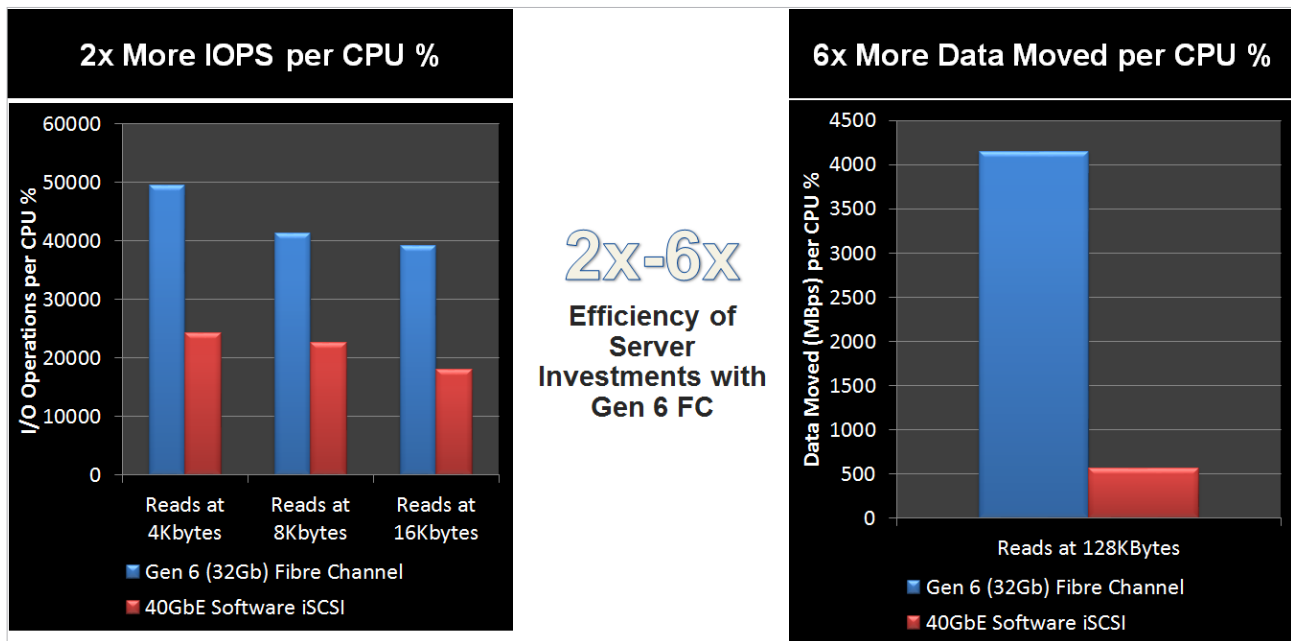 2x More IOPS per CPU %
I/O Operations per CPU %
60000
50000
40000
30000
20000
10000
0
Reads at
4Kbytes
Reads at
8Kbytes
Reads at
16Kbytes
Gen 6 (32Gb) Fibre Channel
40GbE Software iSCSI
2x-6x
Efficiency of
Server
Investments with
Gen 6 FC
6x More Data Moved per CPU %
Data Moved (MBps) per CPU %
4500
4000
3500
3000
2500
2000
1500
1000
500
0
Reads at 128KBytes
Gen 6 (32Gb) Fibre Channel
40GbE Software iSCSI